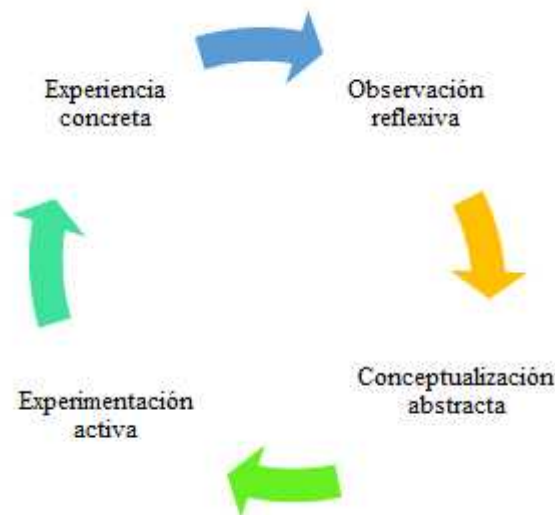 Experiencia
concreta
Observación
reflexiva
Conceptualización
abstracta
Experimentación
activa